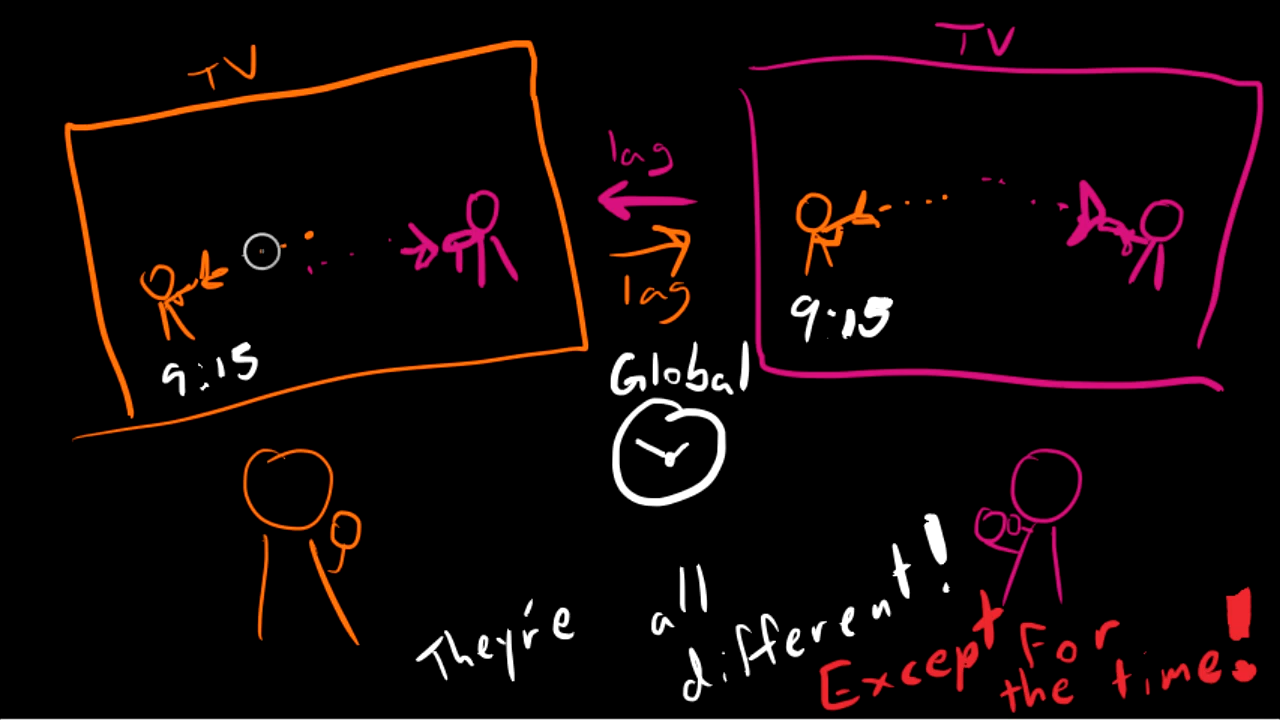 TV
TV
lag
lag
9:15
9:15
Global
They're all different!
Except for the time!